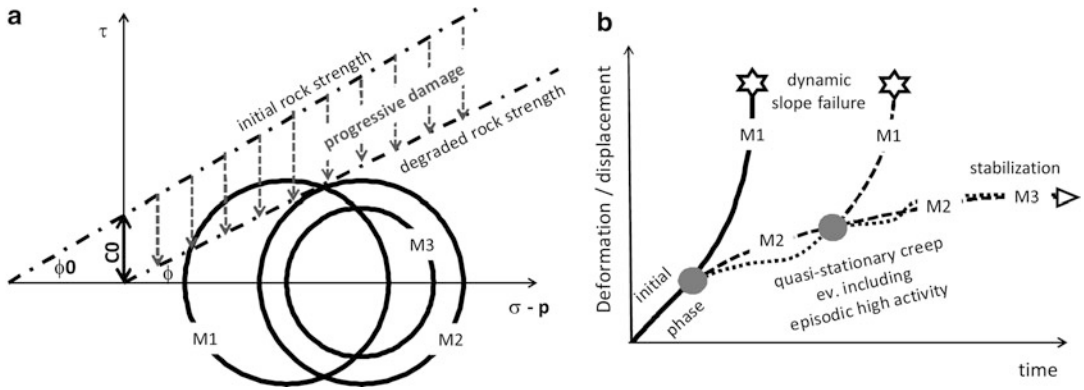 a
τ
initial rock strength
progressive damage
degraded rock strength
C0
ϕ0
ϕ
M3
σ - p
M1
M2
b
Deformation / displacement
dynamic
slope failure
M1
M1
stabilization
M2
M3
M2
initial
phase
quasi-stationary creep
ev. including
episodic high activity
time